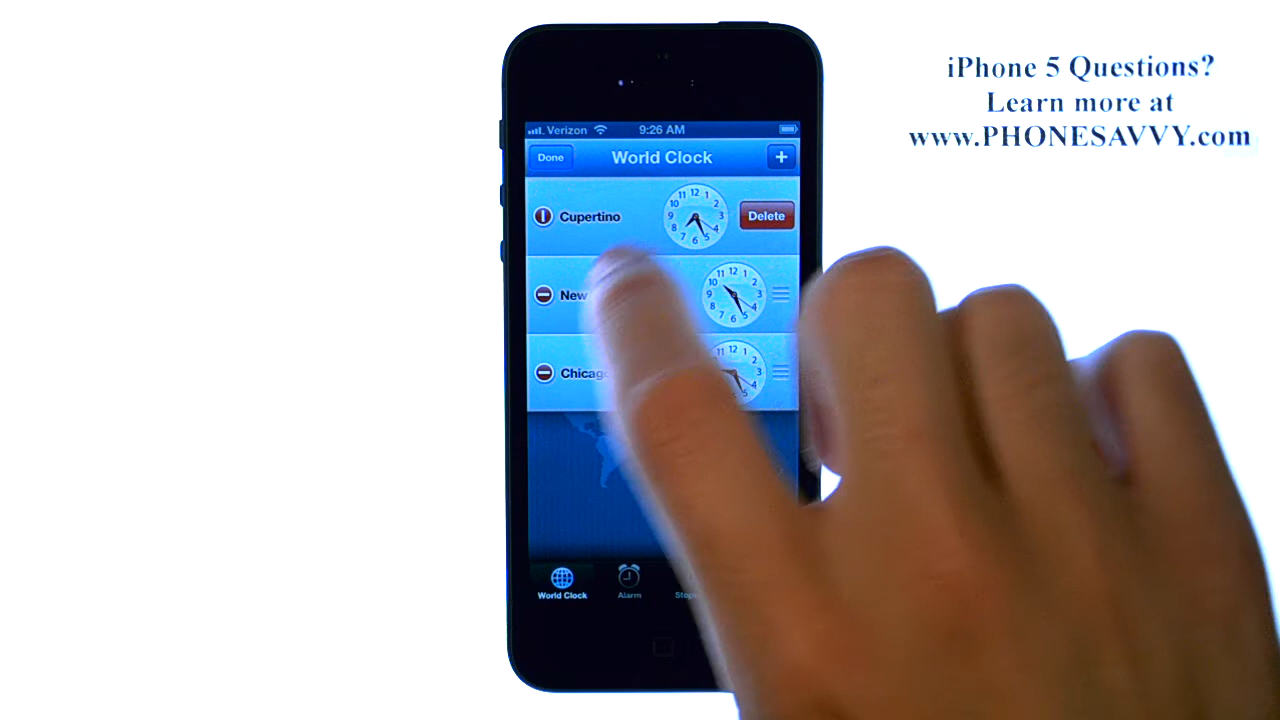 iPhone 5 Questions?
Learn more at
www.PHONESAVVY.com
Verizon 9:26 AM
Done World Clock +
Cupertino Delete
New
Chicago
World Clock Alarm